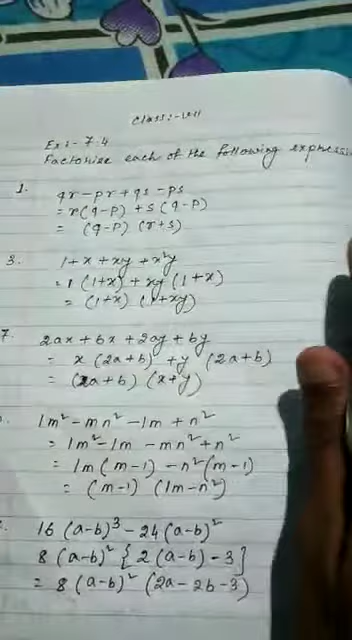 Class:- VIII
Ex:- 7.4
Factorise each of the following
1. qr - pr + qs - ps
= r(q-p) + s(q-p)
= (q-p) (r+s)
3. 1 + x + xy + x²y
= 1 (1+x) + xy (1+x)
= (1+x) (1+xy)
7. 2ax + bx + 2ay + by
= x (2a+b) + y (2a+b)
= (2a+b) (x+y)
lm² - mn² - lm + n²
= lm² - lm - mn² + n²
= lm(m-1) - n²(m-1)
= (m-1) (lm-n²)
16 (a-b)³ - 24 (a-b)²
8 (a-b)² {2(a-b) - 3}
= 8 (a-b)² (2a - 2b - 3)